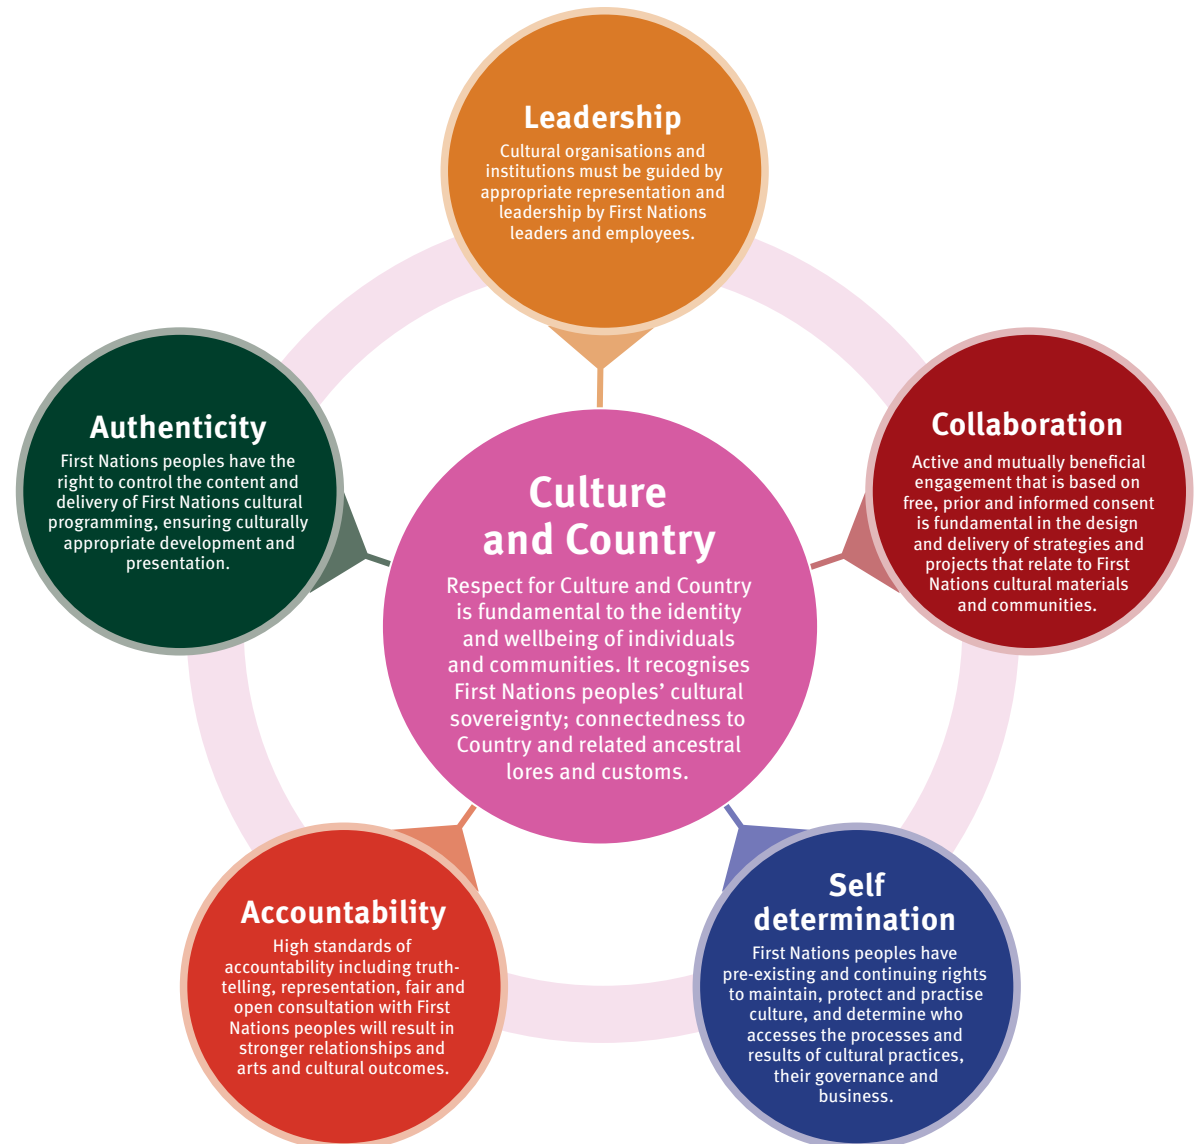 Leadership
Cultural organisations and
institutions must be guided by
appropriate representation and
leadership by First Nations
leaders and employees.
Authenticity
First Nations peoples have the
right to control the content and
delivery of First Nations cultural
programming, ensuring culturally
appropriate development and
presentation.
Collaboration
Active and mutually beneficial
engagement that is based on
free, prior and informed consent
is fundamental in the design
and delivery of strategies and
projects that relate to First
Nations cultural materials
and communities.
Culture
and Country
Respect for Culture and Country
is fundamental to the identity
and wellbeing of individuals
and communities. It recognises
First Nations peoples’ cultural
sovereignty; connectedness to
Country and related ancestral
lores and customs.
Accountability
High standards of
accountability including truth-
telling, representation, fair and
open consultation with First
Nations peoples will result in
stronger relationships and
arts and cultural outcomes.
Self
determination
First Nations peoples have
pre-existing and continuing rights
to maintain, protect and practise
culture, and determine who
accesses the processes and
results of cultural practices,
their governance and
business.